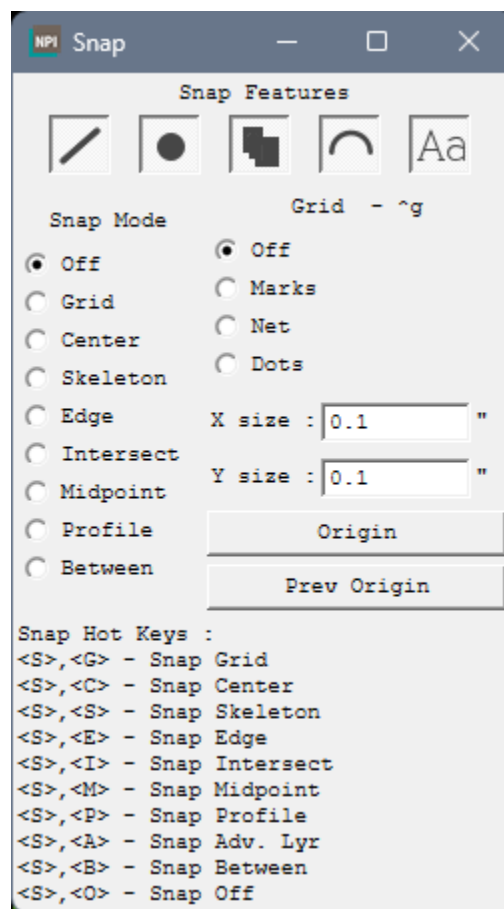 NPI Snap
Snap Features
Aa
Snap Mode
Off
Grid
Center
Skeleton
Edge
Intersect
Midpoint
Profile
Between
Grid - ^g
Off
Marks
Net
Dots
X size : 0.1 "
Y size : 0.1 "
Origin
Prev Origin
Snap Hot Keys :
<S>,<G> - Snap Grid
<S>,<C> - Snap Center
<S>,<S> - Snap Skeleton
<S>,<E> - Snap Edge
<S>,<I> - Snap Intersect
<S>,<M> - Snap Midpoint
<S>,<P> - Snap Profile
<S>,<A> - Snap Adv. Lyr
<S>,<B> - Snap Between
<S>,<O> - Snap Off